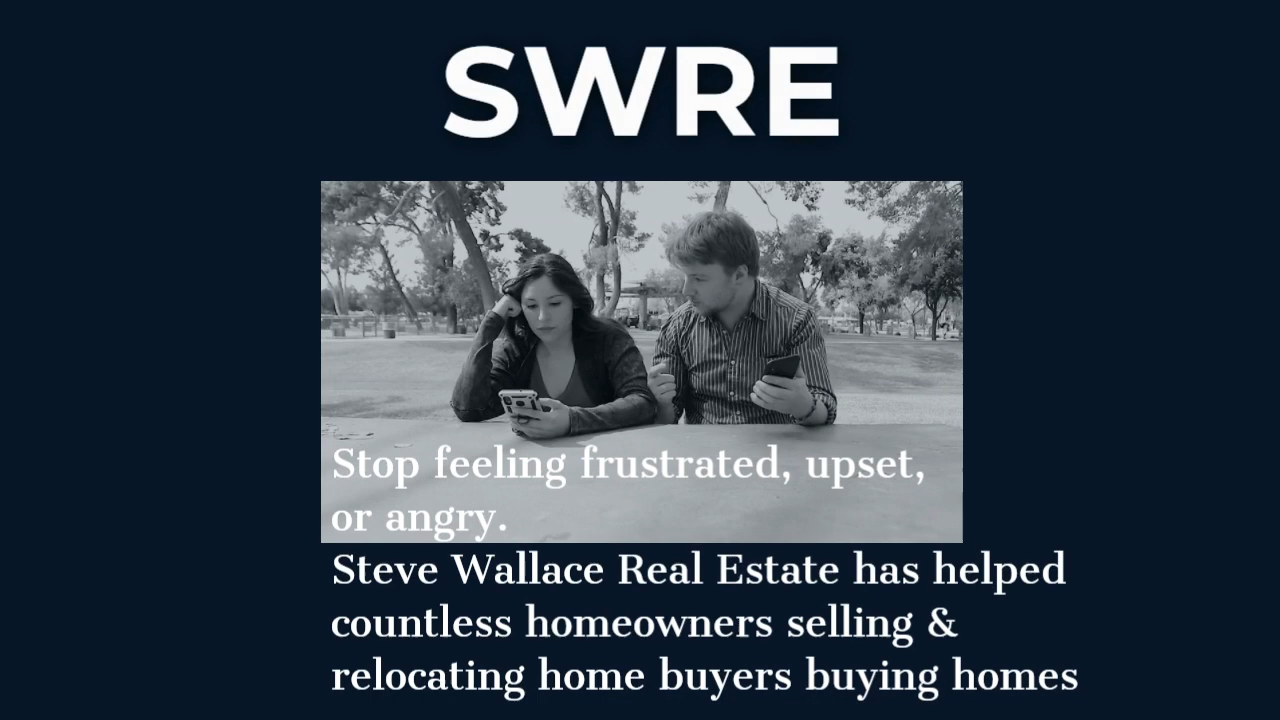 SWRE
Stop feeling frustrated, upset,
or angry.
Steve Wallace Real Estate has helped
countless homeowners selling &
relocating home buyers buying homes